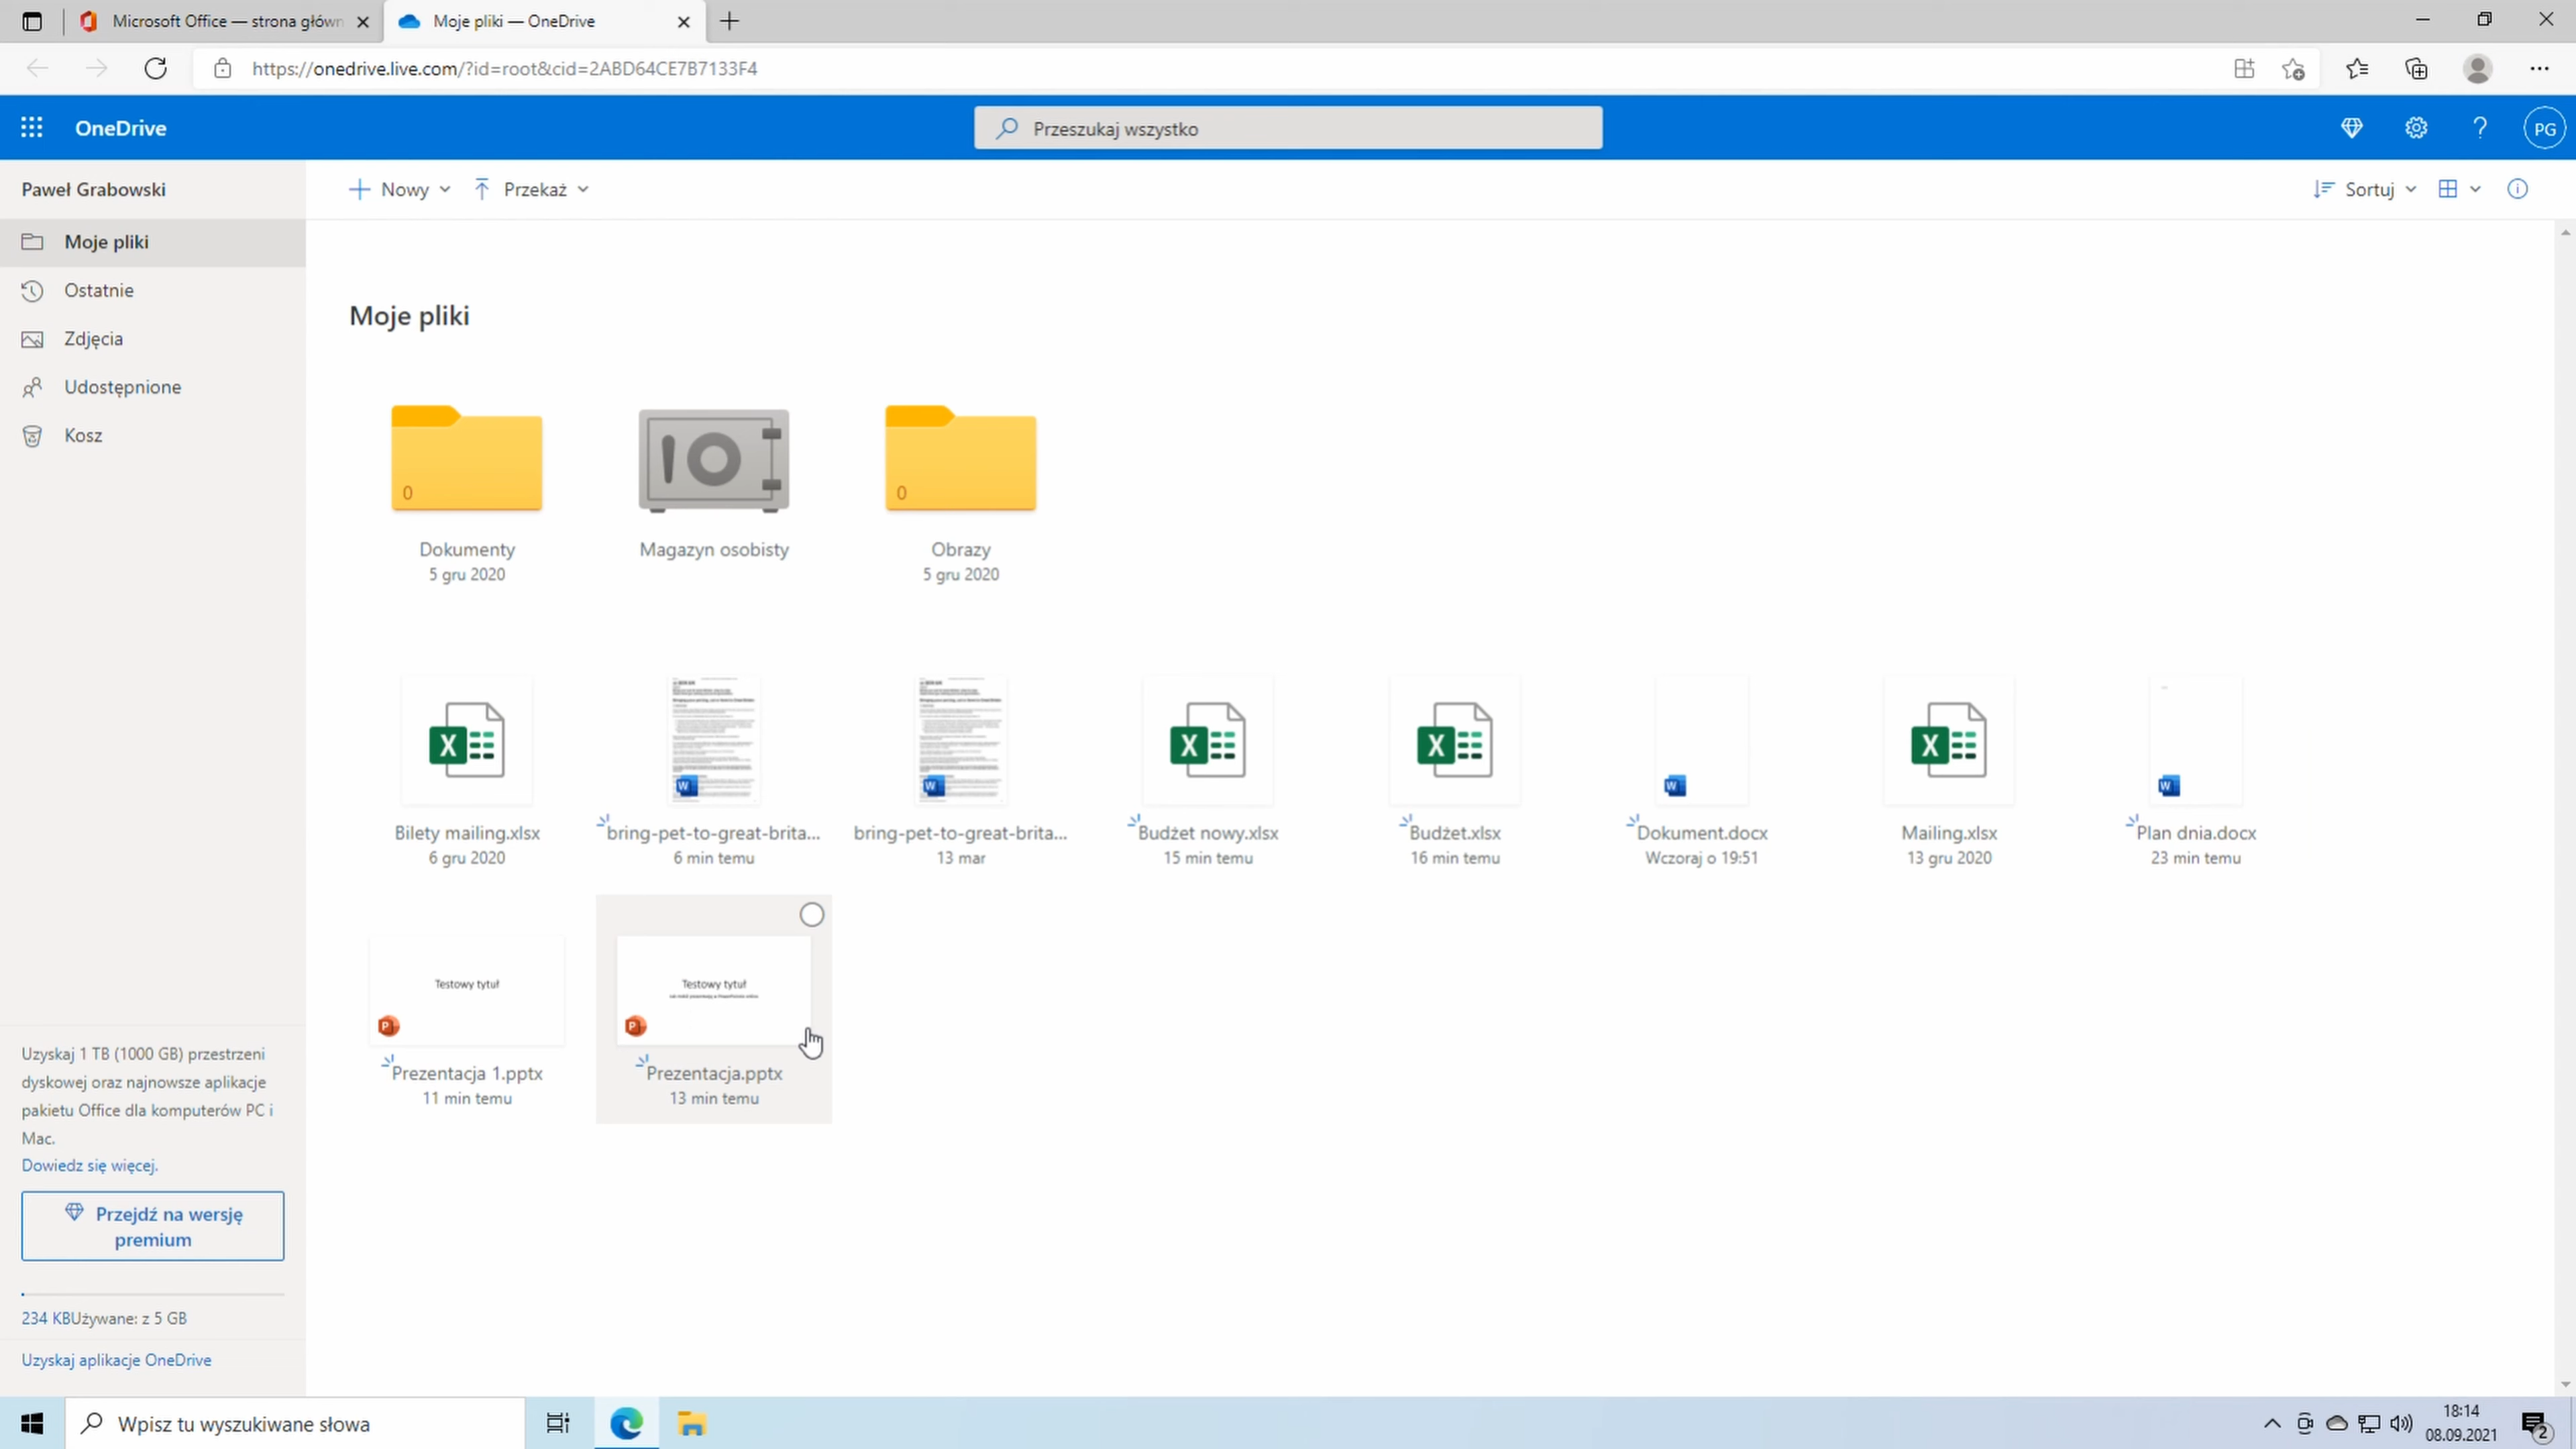 Microsoft Office — strona główn
Moje pliki — OneDrive
https://onedrive.live.com/?id=root&cid=2ABD64CE7B7133F4
OneDrive
Przeszukaj wszystko
PG
Paweł Grabowski
Nowy
Przekaż
Sortuj
Moje pliki
Ostatnie
Zdjęcia
Udostępnione
Kosz
Moje pliki
0
0
Dokumenty
Magazyn osobisty
Obrazy
5 gru 2020
5 gru 2020
Bilety mailing.xlsx
bring-pet-to-great-brita...
bring-pet-to-great-brita...
Budżet nowy.xlsx
Budżet.xlsx
Dokument.docx
Mailing.xlsx
Plan dnia.docx
6 gru 2020
6 min temu
13 mar
15 min temu
16 min temu
Wczoraj o 19:51
13 gru 2020
23 min temu
Testowy tytuł
Testowy tytuł
Prezentacja 1.pptx
Prezentacja.pptx
11 min temu
13 min temu
Uzyskaj 1 TB (1000 GB) przestrzeni
dyskowej oraz najnowsze aplikacje
pakietu Office dla komputerów PC i
Mac.
Dowiedz się więcej.
Przejdź na wersję
premium
234 KBUżywane: z 5 GB
Uzyskaj aplikacje OneDrive
Wpisz tu wyszukiwane słowa
18:14
08.09.2021
2